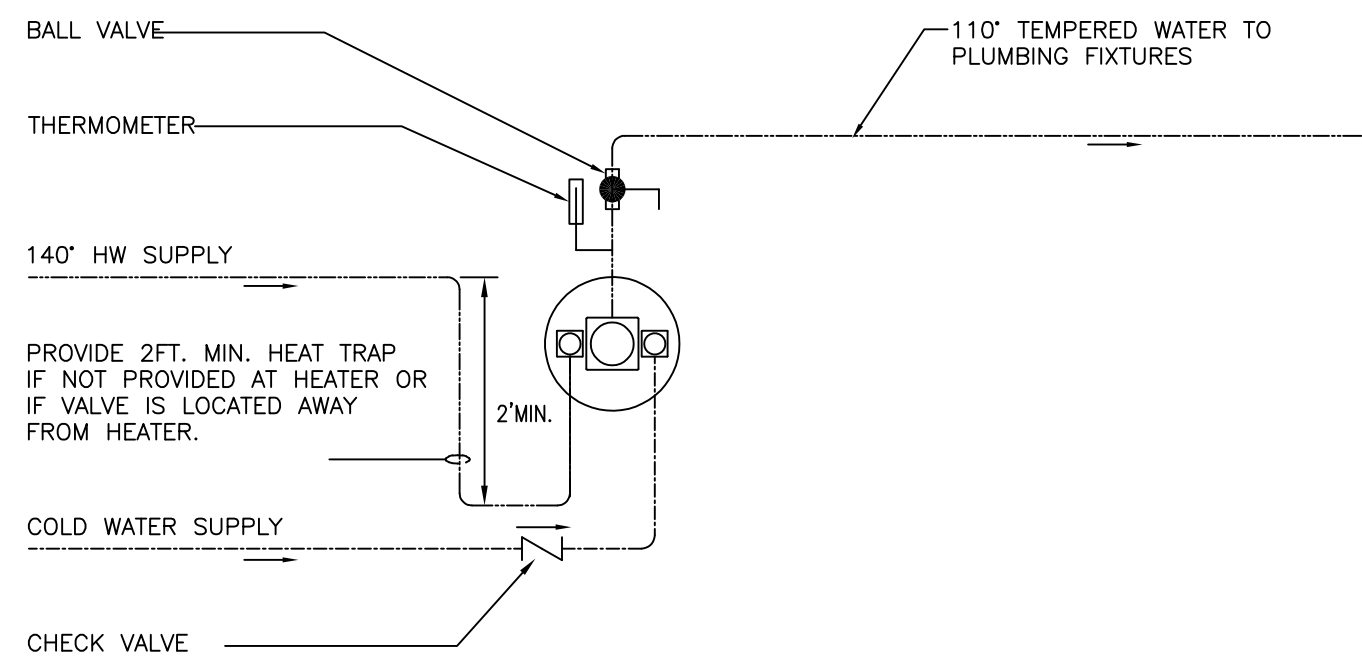 BALL VALVE
110° TEMPERED WATER TO
PLUMBING FIXTURES
THERMOMETER
140° HW SUPPLY
PROVIDE 2FT. MIN. HEAT TRAP
IF NOT PROVIDED AT HEATER OR
IF VALVE IS LOCATED AWAY
FROM HEATER.
2'MIN.
COLD WATER SUPPLY
CHECK VALVE